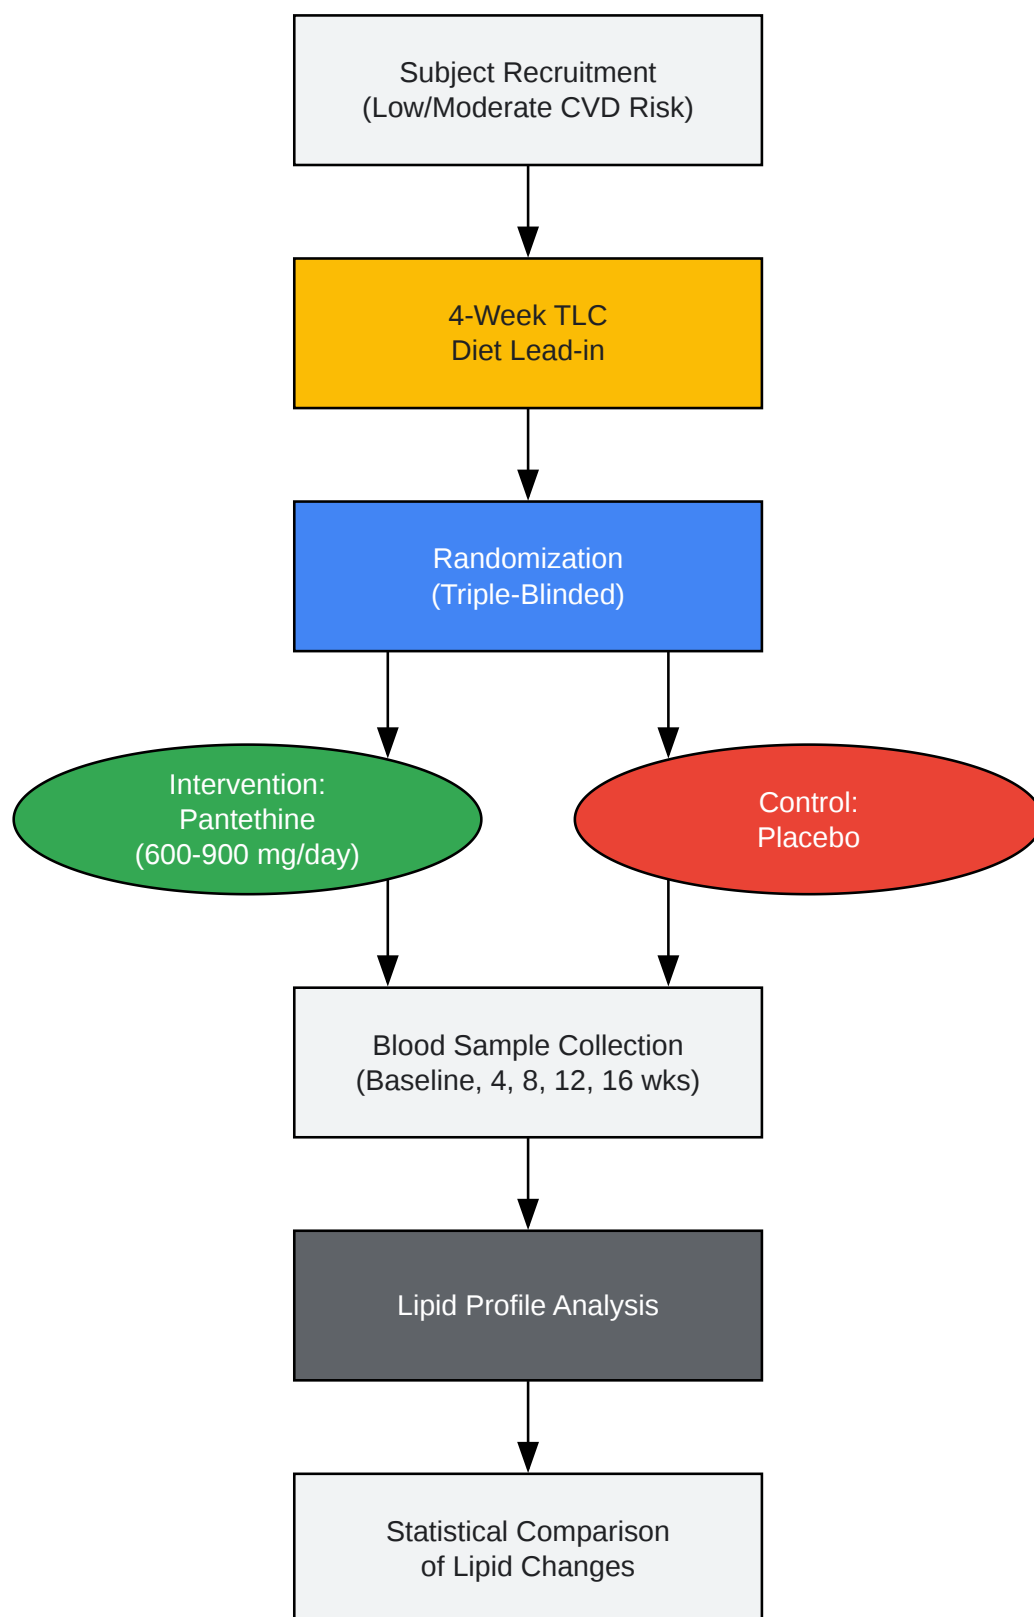 Subject Recruitment
(Low/Moderate CVD Risk)
4-Week TLC
Diet Lead-in
Randomization
(Triple-Blinded)
Intervention:
Pantethine
(600-900 mg/day)
Control:
Placebo
Blood Sample Collection
(Baseline, 4, 8, 12, 16 wks)
Lipid Profile Analysis
Statistical Comparison
of Lipid Changes